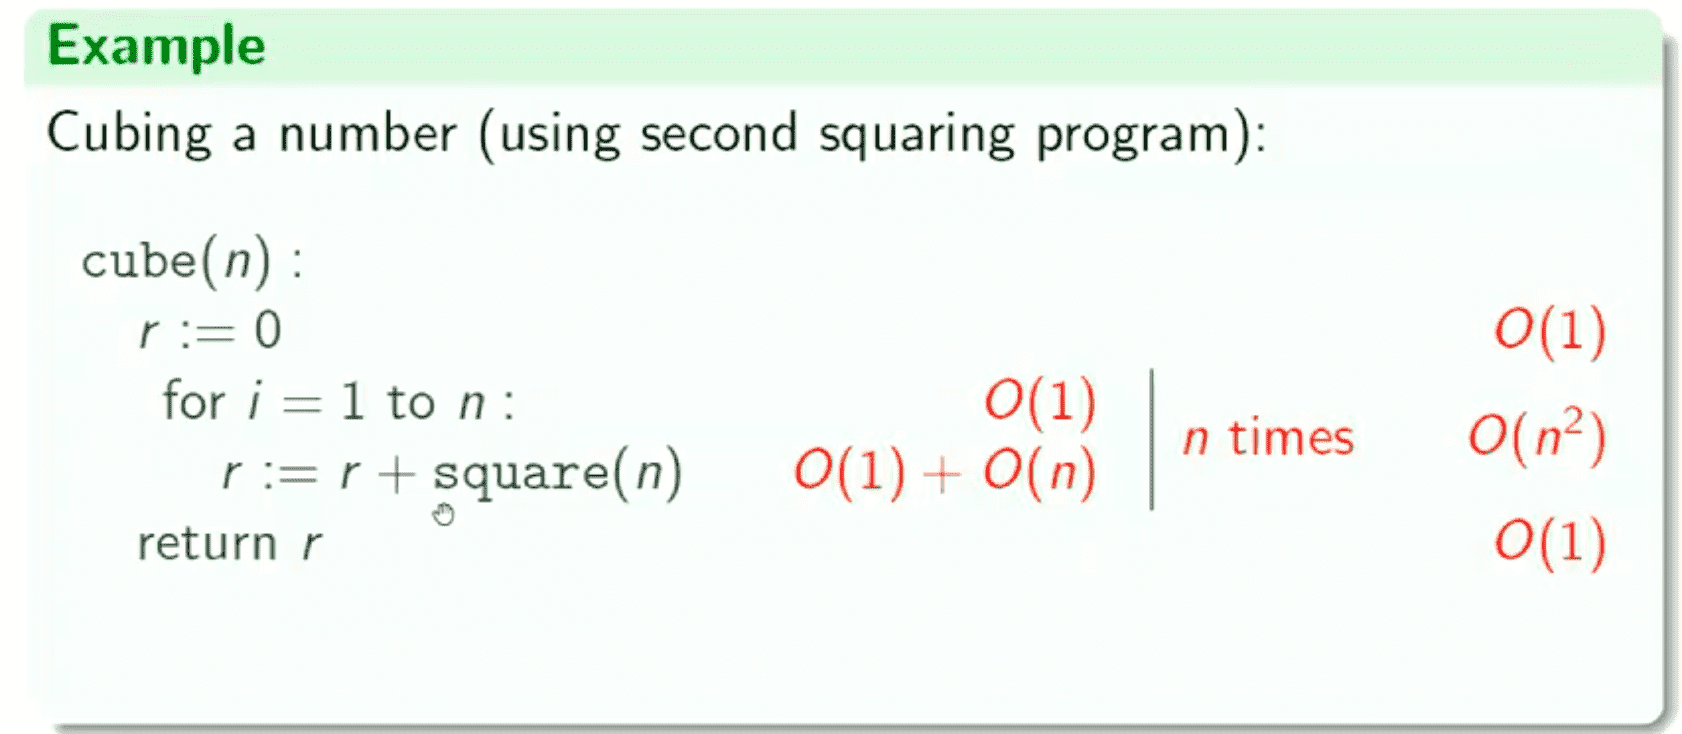 Example
Cubing a number (using second squaring program):
cube(n) :
r := 0 O(1)
for i = 1 to n : O(1)
n times O(n²)
r := r + square(n) O(1) + O(n)
return r O(1)